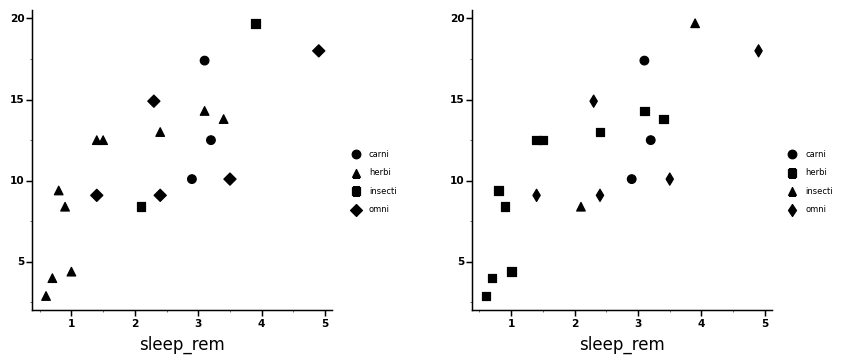 20
15
10
5
1 2 3 4 5
sleep_rem
carni
herbi
insecti
omni
20
15
10
5
1 2 3 4 5
sleep_rem
carni
herbi
insecti
omni